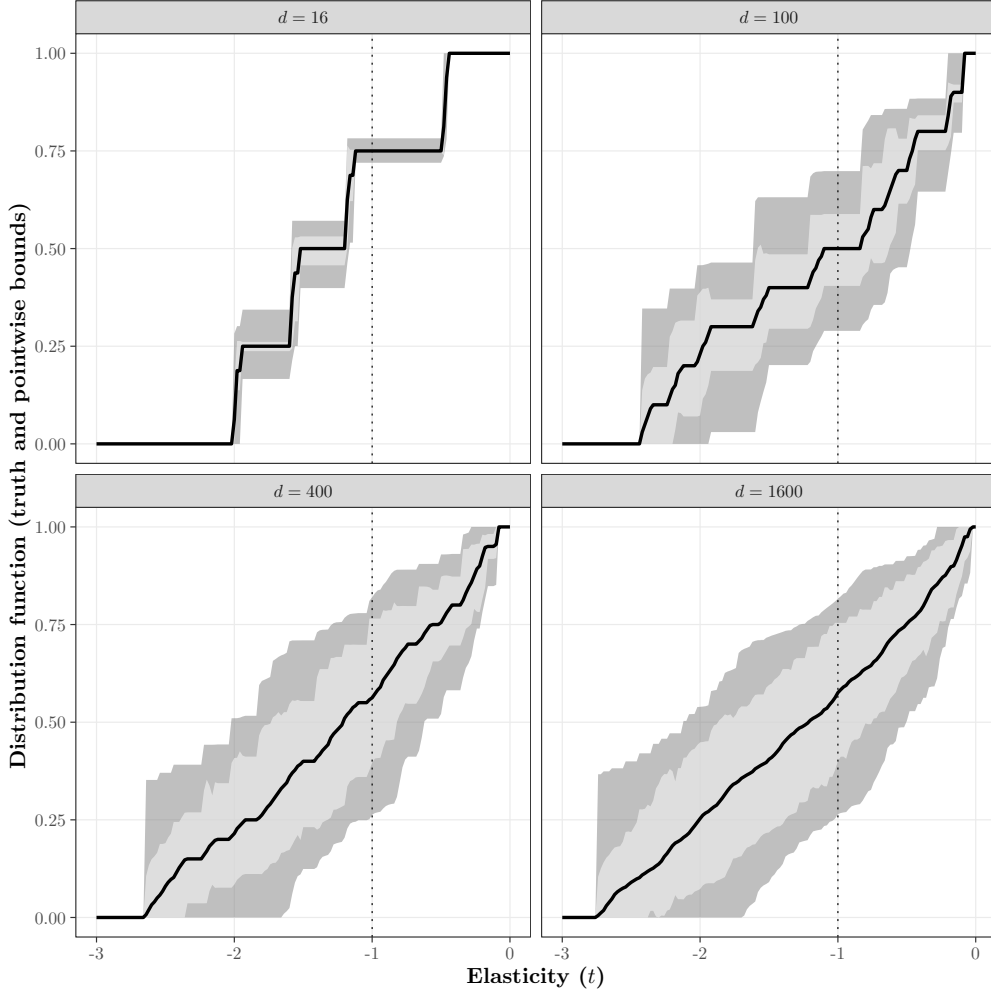 d = 16
d = 100
1.00
0.75
0.50
0.25
0.00
d = 400
d = 1600
1.00
0.75
0.50
0.25
0.00
-3 -2 -1 0
-3 -2 -1 0
Elasticity (t)
Distribution function (truth and pointwise bounds)